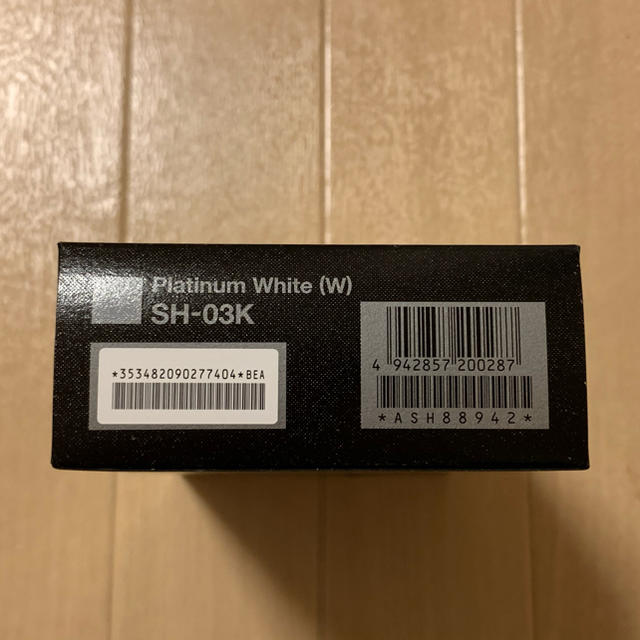 Platinum White (W)
SH-03K
*353482090277404*BEA
4 942857 200287
*ASH88942*